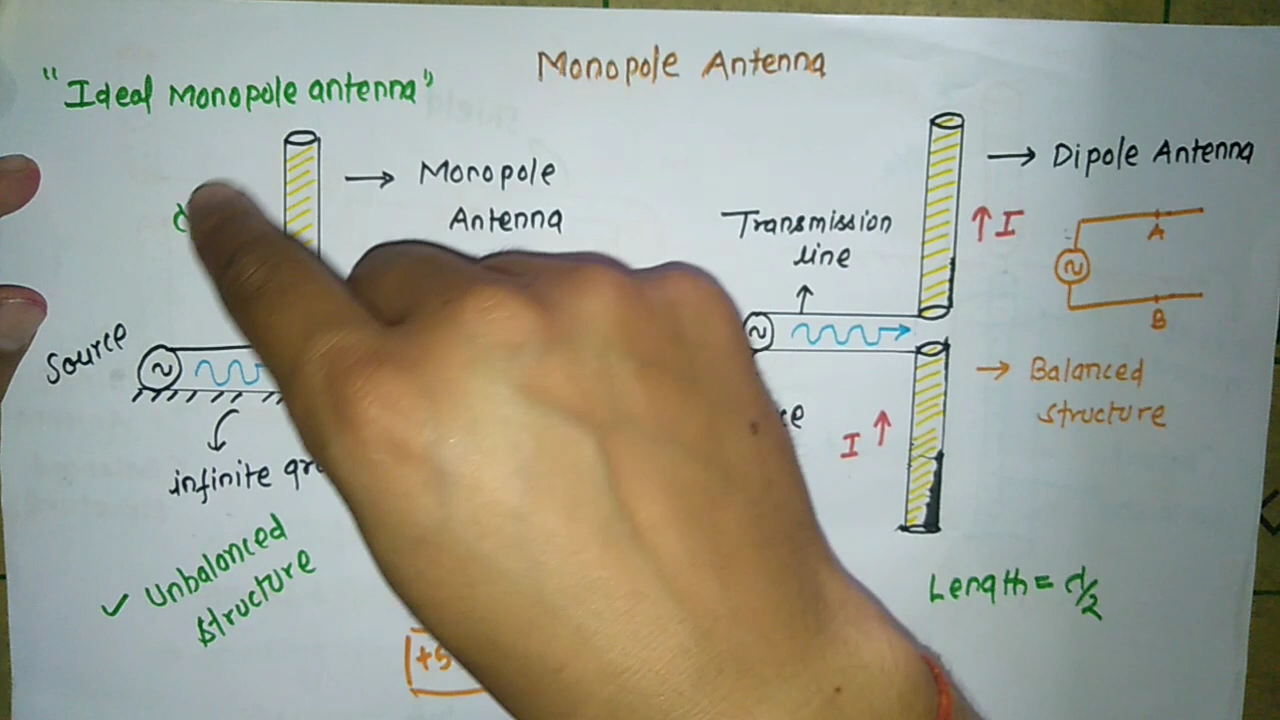 Monopole Antenna
"Ideal Monopole antenna"
Monopole
Antenna
Source
infinite
✓ Unbalanced
Structure
Transmission
line
→ Dipole Antenna
↑ I
A
B
→ Balanced
Structure
I ↑
Length = d/2